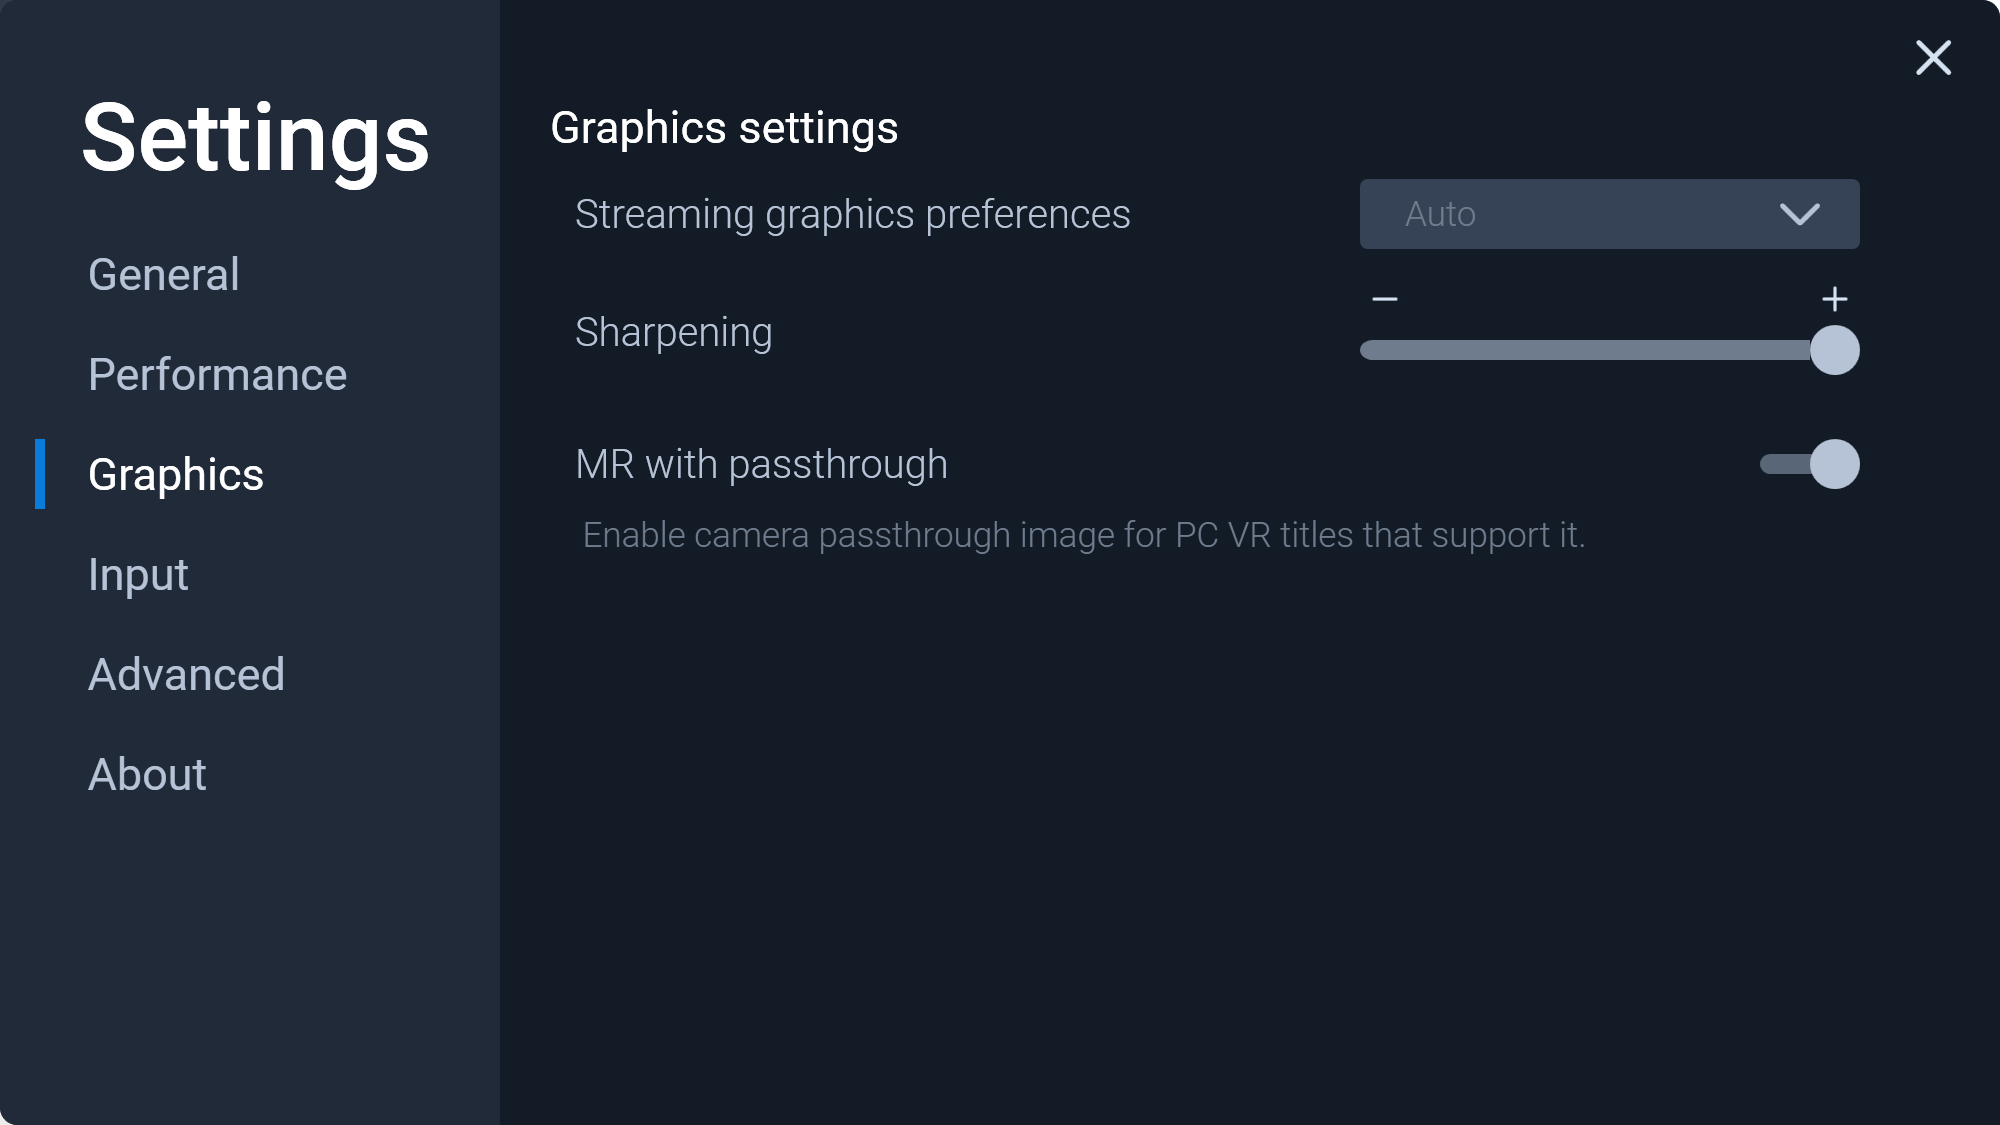 Settings
General
Performance
Graphics
Input
Advanced
About
Graphics settings
Streaming graphics preferences
Auto
Sharpening
MR with passthrough
Enable camera passthrough image for PC VR titles that support it.